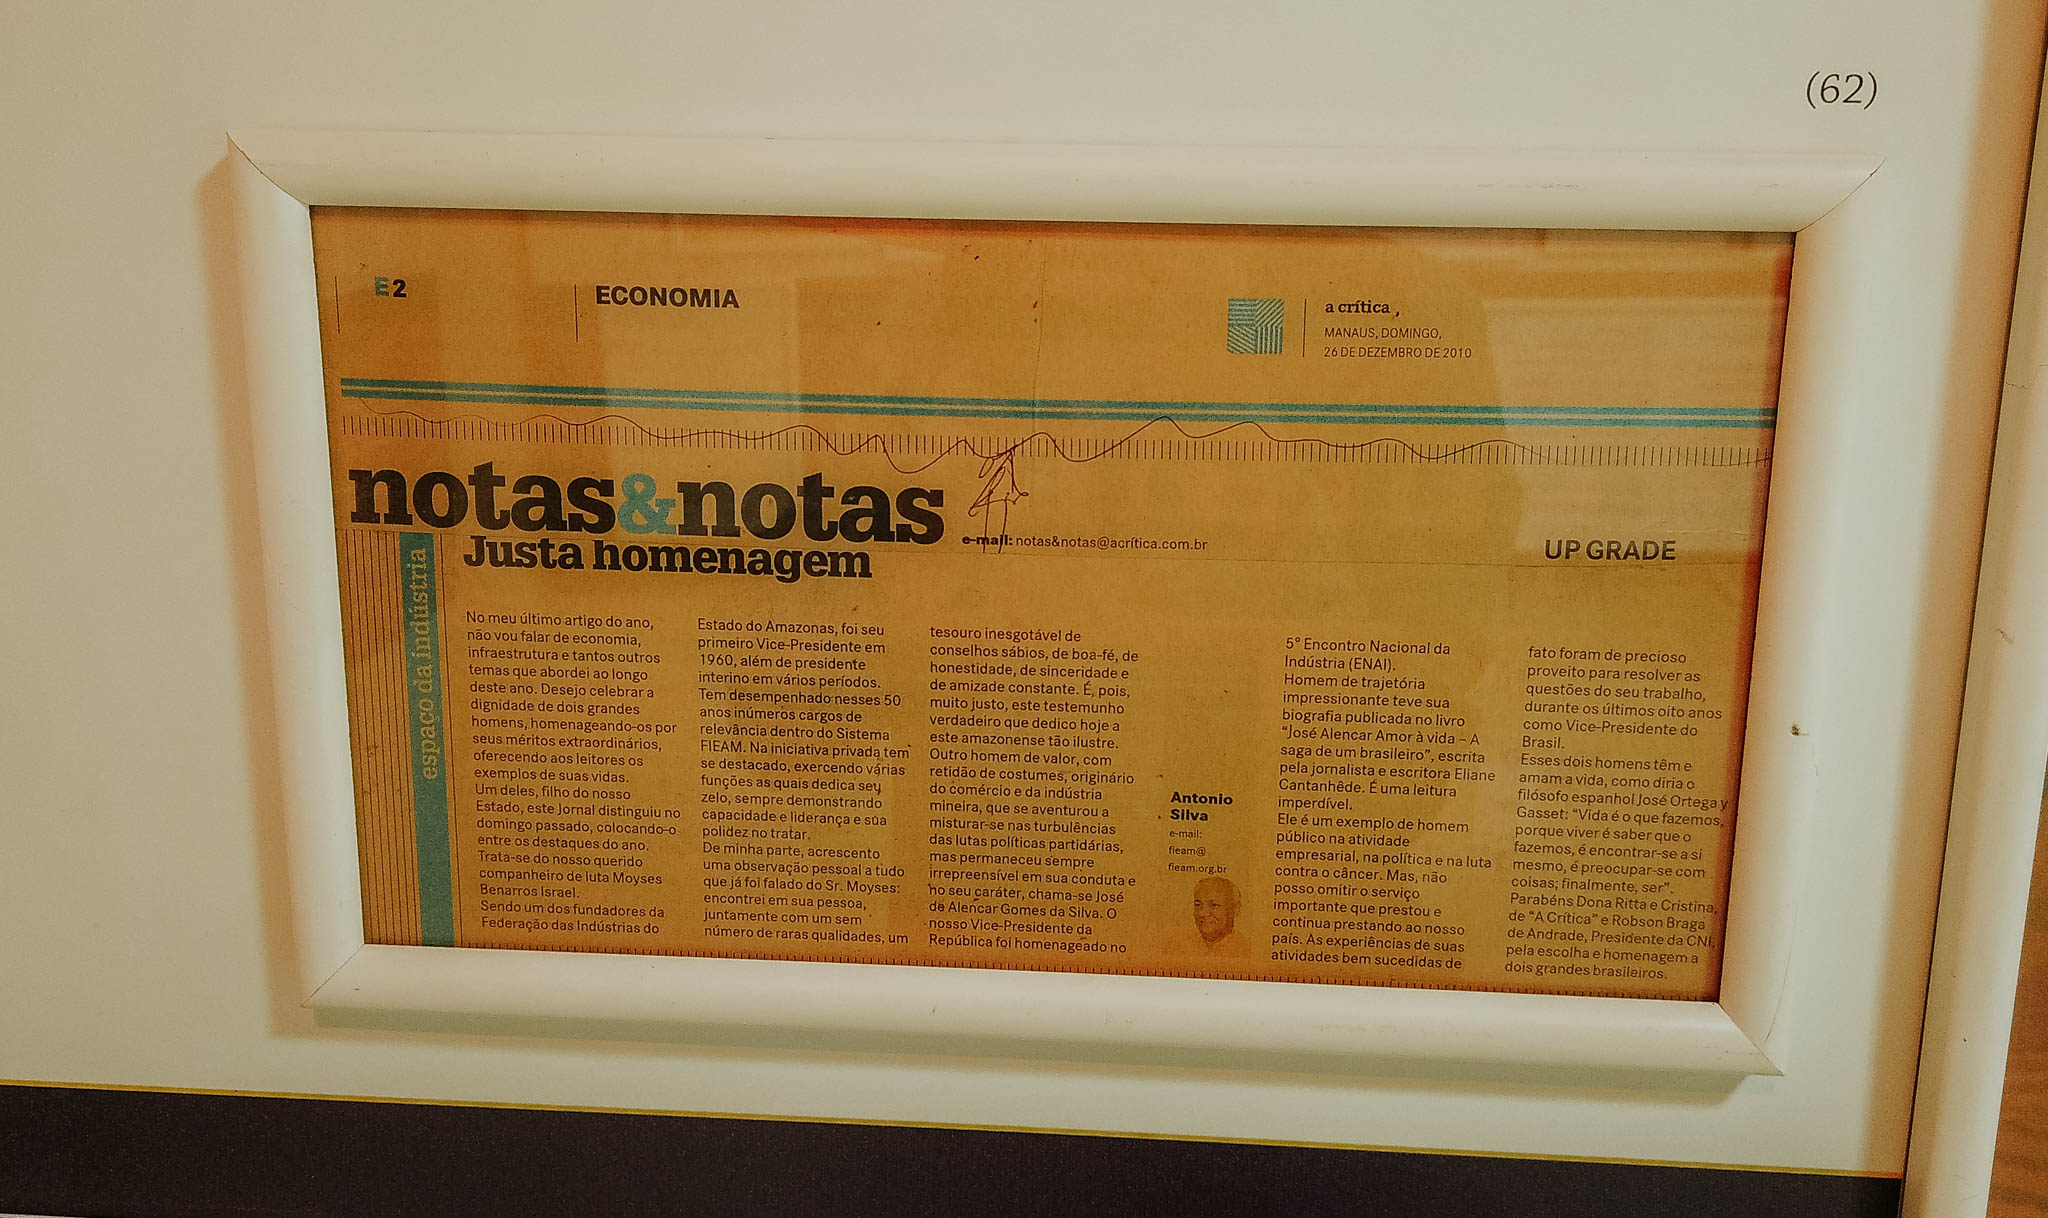 (62)
E2
ECONOMIA
a crítica ,
MANAUS, DOMINGO,
26 DE DEZEMBRO DE 2010
notas&notas
e-mail: notas&notas@acrítica.com.br
UP GRADE
espaço da indústria
Justa homenagem
No meu último artigo do ano,
não vou falar de economia,
infraestrutura e tantos outros
temas que abordei ao longo
deste ano. Desejo celebrar a
dignidade de dois grandes
homens, homenageando-os por
seus méritos extraordinários,
oferecendo aos leitores os
exemplos de suas vidas.
Um deles, filho do nosso
Estado, este Jornal distinguiu no
domingo passado, colocando-o
entre os destaques do ano.
Trata-se do nosso querido
companheiro de luta Moyses
Benarros Israel.
Sendo um dos fundadores da
Federação das Indústrias do
Estado do Amazonas, foi seu
primeiro Vice-Presidente em
1960, além de presidente
interino em vários períodos.
Tem desempenhado nesses 50
anos inúmeros cargos de
relevância dentro do Sistema
FIEAM. Na iniciativa privada tem
se destacado, exercendo várias
funções as quais dedica seu
zelo, sempre demonstrando
capacidade e liderança e sua
polidez no tratar.
De minha parte, acrescento
uma observação pessoal a tudo
que já foi falado do Sr. Moyses:
encontrei em sua pessoa,
juntamente com um sem
número de raras qualidades, um
tesouro inesgotável de
conselhos sábios, de boa-fé, de
honestidade, de sinceridade e
de amizade constante. É, pois,
muito justo, este testemunho
verdadeiro que dedico hoje a
este amazonense tão ilustre.
Outro homem de valor, com
retidão de costumes, originário
do comércio e da indústria
mineira, que se aventurou a
misturar-se nas turbulências
das lutas políticas partidárias,
mas permaneceu sempre
irrepreensível em sua conduta e
no seu caráter, chama-se José
de Alencar Gomes da Silva. O
nosso Vice-Presidente da
República foi homenageado no
Antonio
Silva
e-mail:
fieam@
fieam.org.br
5° Encontro Nacional da
Indústria (ENAI).
Homem de trajetória
impressionante teve sua
biografia publicada no livro
“José Alencar Amor à vida – A
saga de um brasileiro”, escrita
pela jornalista e escritora Eliane
Cantanhêde. É uma leitura
imperdível.
Ele é um exemplo de homem
público na atividade
empresarial, na política e na luta
contra o câncer. Mas, não
posso omitir o serviço
importante que prestou e
continua prestando ao nosso
país. As experiências de suas
atividades bem sucedidas de
fato foram de precioso
proveito para resolver as
questões do seu trabalho,
durante os últimos oito anos
como Vice-Presidente do
Brasil.
Esses dois homens têm e
amam a vida, como diria o
filósofo espanhol José Ortega y
Gasset: “Vida é o que fazemos,
porque viver é saber que o
fazemos, é encontrar-se a si
mesmo, é preocupar-se com
coisas; finalmente, ser”.
Parabéns Dona Ritta e Cristina,
de “A Crítica” e Robson Braga
de Andrade, Presidente da CNI,
pela escolha e homenagem a
dois grandes brasileiros.